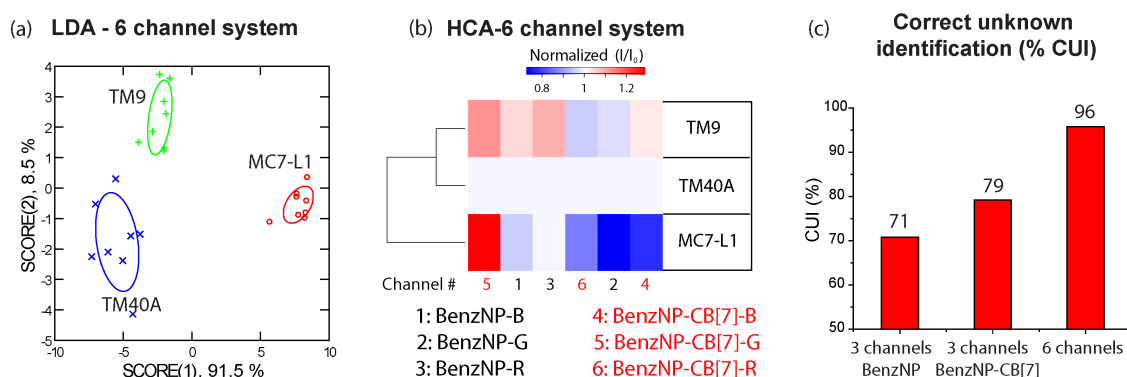 (a) LDA - 6 channel system
4
3
2
1
0
-1
-2
-3
-4
-5
-10
-5
0
5
10
SCORE(2), 8.5 %
SCORE(1), 91.5 %
TM9
MC7-L1
TM40A
(b) HCA-6 channel system
Normalized (I/I₀)
0.8 1 1.2
TM9
TM40A
MC7-L1
Channel # 5 1 3 6 2 4
1: BenzNP-B
2: BenzNP-G
3: BenzNP-R
4: BenzNP-CB[7]-B
5: BenzNP-CB[7]-G
6: BenzNP-CB[7]-R
(c) Correct unknown
identification (% CUI)
100
90
80
70
60
50
CUI (%)
71
79
96
3 channels
BenzNP
3 channels
BenzNP-CB[7]
6 channels